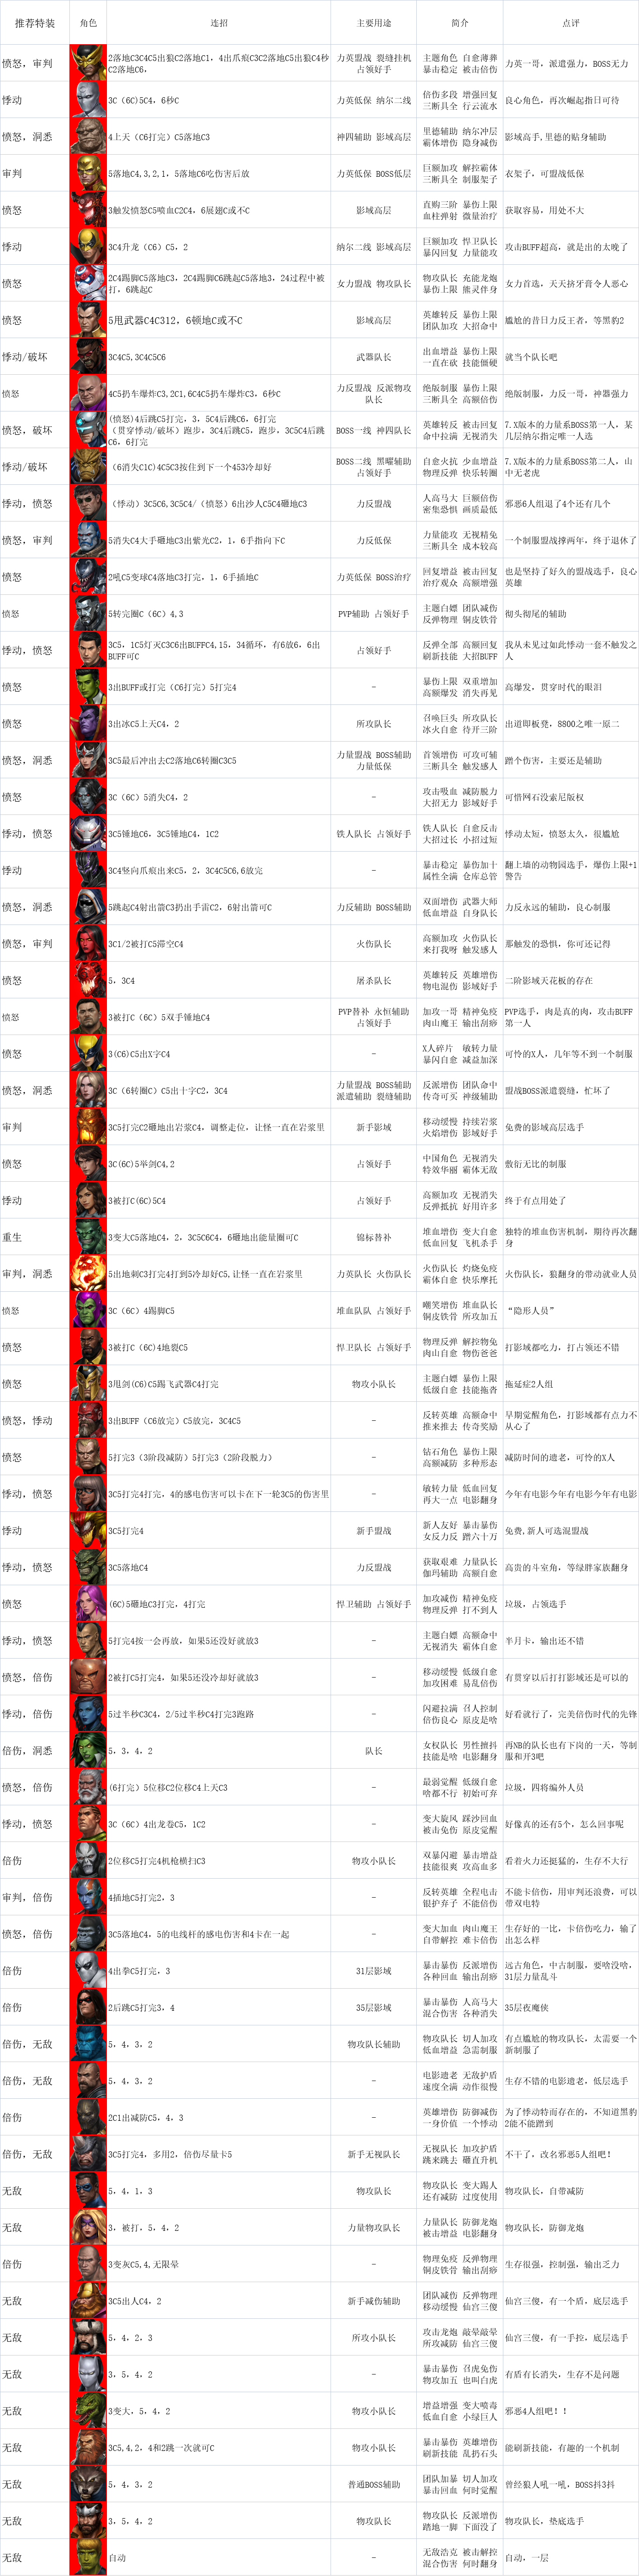 推荐特装 角色 连招 主要用途 简介 点评
愤怒，审判
2落地C3C4C5出狼C2落地C1，4出爪痕C3C2落地C5出狼C4秒
C2落地C6，
力英盟战 裂缝挂机
占领好手
主题角色 自愈薄葬
暴击稳定 被击倍伤
力英一哥，派遣强力，BOSS无力
悸动
3C（6C)5C4，6秒C
力英低保 纳尔二线
倍伤多段 增强回复
三断具全 行云流水
良心角色，再次崛起指日可待
愤怒，洞悉
4上天（C6打完）C5落地C3
神四辅助 影域高层
里德辅助 纳尔冲层
霸体增伤 隐身减伤
影域高手,里德的贴身辅助
审判
5落地C4,3,2,1，5落地C6吃伤害后放
力英低保 BOSS低层
巨额加攻 解控霸体
三断具全 制服架子
衣架子，可盟战低保
愤怒
3触发愤怒C5喷血C2C4，6展翅C或不C
影域高层
直购三阶 暴伤上限
血柱弹射 微量治疗
获取容易，用处不大
悸动
3C4升龙（C6）C5，2
纳尔二线 影域高层
巨额加攻 悍卫队长
暴闪回复 力量能攻
攻击BUFF超高，就是出的太晚了
愤怒
2C4踢脚C5落地C3，2C4踢脚C6跳起C5落地3，24过程中被
打，6跳起C
女力盟战 物攻队长
物攻队长 充能龙炮
暴伤上限 熊灵伴身
女力首选，天天挤牙膏令人恶心
愤怒
5甩武器C4C312，6顿地C或不C
影域高层
英雄转反 暴伤上限
团队加攻 大招命中
尴尬的昔日力反王者，等黑豹2
悸动/破坏
3C4C5,3C4C5C6
武器队长
出血增益 暴伤上限
一直在砍 技能僵硬
就当个队长吧
愤怒
4C5扔车爆炸C3,2C1,6C4C5扔车爆炸C3，6秒C
力反盟战 反派物攻
队长
绝版制服 暴伤上限
三断具全 高额倍伤
绝版制服，力反一哥，神器强力
愤怒，破坏
(愤怒)4后跳C5打完，3，5C4后跳C6，6打完
（贯穿悸动/破坏）跑步，3C4后跳C5，跑步，3C5C4后跳
C6，6打完
BOSS一线 神四队长
英雄转反 被击回复
命中拉满 无视消失
7.X版本的力量系BOSS第一人，某
几层纳尔指定唯一人选
悸动/破坏
（6消失C1C)4C5C3按住到下一个453冷却好
BOSS二线 黑曜辅助
占领好手
自愈火抗 少血增益
物理反弹 快乐转圈
7.X版本的力量系BOSS第二人，山
中无老虎
悸动，愤怒
（悸动）3C5C6,3C5C4/（愤怒）6出沙人C5C4砸地C3
力反盟战
人高马大 巨额倍伤
密集恐惧 画质最低
邪恶6人组退了4个还有几个
愤怒，审判
5消失C4大手砸地C3出紫光C2，1，6手指向下C
力反低保
力量能攻 无视精免
三断具全 成本较高
一个制服盟战撑两年，终于退休了
愤怒
2吼C5变球C4落地C3打完，1，6手插地C
力英低保 BOSS治疗
回复增益 被击回复
治疗观众 高额增强
也是坚持了好久的盟战选手，良心
英雄
愤怒
5转完圈C（6C）4,3
PVP辅助 占领好手
主题白嫖 团队减伤
反弹物理 铜皮铁骨
彻头彻尾的辅助
悸动，愤怒
3C5，1C5灯灭C3C6出BUFFC4,15，34循环，有6放6，6出
BUFF可C
占领好手
反弹全部 高额回复
刷新技能 大招BUFF
我从未见过如此悸动一套不触发之
人
愤怒
3出BUFF或打完（C6打完）5打完4
-
暴伤上限 双重增加
高额爆发 消失再见
高爆发，贯穿时代的眼泪
愤怒
3出冰C5上天C4，2
所攻队长
召唤巨头 所攻队长
冰火自愈 待开三阶
出道即板凳，8800之唯一原二
愤怒，洞悉
3C5最后冲出去C2落地C6转圈C3C5
力量盟战 BOSS辅助
力量低保
首领增伤 可攻可辅
三断具全 触发感人
蹭个伤害，主要还是辅助
愤怒
3C（6C）5消失C4，2
-
攻击吸血 减防脱力
大招无力 影域好手
可惜网石没索尼版权
悸动，愤怒
3C5锤地C6，3C5锤地C4，1C2
铁人队长 占领好手
铁人队长 自愈反击
大招过长 小招过短
悸动太短，愤怒太久，很尴尬
悸动
3C4竖向爪痕出来C5，2，3C4C5C6,6放完
-
暴击稳定 暴伤加十
属性全满 仓库总管
翻上墙的动物园选手，爆伤上限+1
警告
愤怒，洞悉
5跳起C4射出箭C3扔出手雷C2，6射出箭可C
力反辅助 BOSS辅助
双面增伤 武器大师
低血增益 自身队长
力反永远的辅助，良心制服
愤怒，审判
3C1/2被打C5滞空C4
火伤队长
高额加攻 火伤队长
来打我呀 触发感人
那触发的恐惧，你可还记得
愤怒
5，3C4
屠杀队长
英雄转反 英雄增伤
物电混伤 影域好手
二阶影域天花板的存在
愤怒
3被打C（6C）5双手锤地C4
PVP替补 永恒辅助
占领好手
加攻一哥 精神免疫
肉山魔王 输出刮痧
PVP选手，肉是真的肉，攻击BUFF
第一人
愤怒
3(C6)C5出X字C4
-
X人碎片 敏转力量
暴闪自愈 减益加深
可怜的X人，几年等不到一个制服
愤怒，洞悉
3C（6转圈C）C5出十字C2，3C4
力量盟战 BOSS辅助
派遣辅助 裂缝辅助
反派增伤 团队命中
传奇可买 神级辅助
盟战BOSS派遣裂缝，忙坏了
审判
3C5打完C2砸地出岩浆C4，调整走位，让怪一直在岩浆里
新手影域
移动缓慢 持续岩浆
火焰增伤 影域好手
免费的影域高层选手
愤怒
3C(6C)5举剑C4,2
占领好手
中国角色 无视消失
特效华丽 霸体无敌
敷衍无比的制服
悸动
3被打C(6C)5C4
占领好手
高额加攻 无视消失
反弹抵抗 好用许多
终于有点用处了
重生
3变大C5落地C4，2，3C5C6C4，6砸地出能量圈可C
锦标替补
堆血增伤 变大自愈
低血回复 飞机杀手
独特的堆血伤害机制，期待再次翻
身
审判，洞悉
5出地刺C3打完4打到5冷却好C5,让怪一直在岩浆里
力英队长 火伤队长
火伤队长 灼烧免疫
霸体自愈 快乐摩托
火伤队长，狼翻身的带动就业人员
愤怒
3C（6C）4踢脚C5
堆血队队 占领好手
嘲笑增伤 堆血队长
铜皮铁骨 所攻加五
“隐形人员”
愤怒
3被打C（6C)4地裂C5
悍卫队长 占领好手
物理反弹 解控物免
肉山自愈 物伤爸爸
打影域都吃力，打占领还不错
愤怒
3甩剑(C6)C5踢飞武器C4打完
物攻小队长
主题白嫖 暴伤上限
低级自愈 技能拖沓
拖延症2人组
愤怒，悸动
3出BUFF（C6放完）C5放完，3C4C5
-
反转英雄 高额命中
推来推去 传奇奖励
早期觉醒角色，打影域都有点力不
从心了
愤怒
5打完3（3阶段减防）5打完3（2阶段脱力）
-
钻石角色 暴伤上限
高额减防 多种形态
减防时间的遗老，可怜的X人
悸动，愤怒
3C5打完4打完，4的感电伤害可以卡在下一轮3C5的伤害里
-
敏转力量 低血回复
再大一点 电影翻身
今年有电影今年有电影今年有电影
悸动
3C5打完4
新手盟战
新人友好 暴击暴伤
女反力反 蹭六十万
免费,新人可选混盟战
悸动，愤怒
3C5落地C4
力反盟战
获取艰难 力量队长
伽玛辅助 高额自愈
高贵的斗室角，等绿胖家族翻身
愤怒
(6C)5砸地C3打完，4打完
悍卫辅助 占领好手
加攻减伤 精神免疫
物理反弹 打不到人
垃圾，占领选手
悸动，愤怒
5打完4按一会再放，如果5还没好就放3
-
主题白嫖 高额命中
无视消失 霸体自愈
半月卡，输出还不错
愤怒，倍伤
2被打C5打完4，如果5还没冷却好就放3
-
移动缓慢 低级自愈
加攻困难 易乱倍伤
有贯穿以后打打影域还是可以的
悸动，倍伤
5过半秒C3C4，2/5过半秒C4打完3跑路
-
闪避拉满 召人控制
倍伤良心 原皮是啥
好看就行了，完美倍伤时代的先锋
倍伤，洞悉
5，3，4，2
队长
女权队长 男性擅抖
技能是啥 电影翻身
再NB的队长也有下岗的一天，等制
服和开3吧
愤怒，倍伤
(6打完）5位移C2位移C4上天C3
-
最弱觉醒 低级自愈
啥都不行 初始可弃
垃圾，四将编外人员
悸动，愤怒
3C（6C）4出龙卷C5，1C2
-
变大旋风 踩沙回血
被击免伤 原皮觉醒
好像真的还有5个，怎么回事呢
倍伤
2位移C5打完4机枪横扫C3
物攻小队长
双暴闪避 暴击增益
技能很爽 攻高血多
看着火力还挺猛的，生存不大行
审判，倍伤
4插地C5打完2，3
-
反转英雄 全程电击
银护弃子 不能倍伤
不能卡倍伤，用审判还浪费，可以
带双电特
愤怒，倍伤
3C5落地C4，5的电线杆的感电伤害和4卡在一起
-
变大加血 肉山魔王
自带解控 难卡倍伤
生存好的一比，卡倍伤吃力，输了
出怎么样
倍伤
4出拳C5打完，3
31层影域
暴击暴伤 反派增伤
各种回血 输出刮痧
远古角色，中古制服，要啥没啥，
31层力量乱斗
倍伤
2后跳C5打完3，4
35层影域
暴击暴伤 人高马大
混合伤害 各种消失
35层夜魔侠
倍伤，无敌
5，4，3，2
物攻队长辅助
物攻队长 切人加攻
低血增益 急需制服
有点尴尬的物攻队长，太需要一个
新制服了
倍伤，无敌
5，4，3，2
-
电影遗老 无敌护盾
速度全满 动作很慢
生存不错的电影遗老，低层选手
倍伤
2C1出减防C5，4，3
-
英雄增伤 防御减伤
一身价值 一个悸动
为了悸动特而存在的，不知道黑豹
2能不能蹭到
倍伤，无敌
3C5打完4，多用2，倍伤尽量卡5
新手无视队长
无视队长 加攻护盾
跳来跳去 砸直升机
不干了，改名邪恶5人组吧！
无敌
5，4，1，3
物攻队长
物攻队长 变大踢人
还有减防 过度使用
物攻队长，自带减防
无敌
3，被打，5，4，2
力量物攻队长
力量队长 防御龙炮
被击增益 电影翻身
物攻队长，防御龙炮
倍伤
3变灰C5,4,无限晕
-
物理免疫 反弹物理
铜皮铁骨 输出刮痧
生存很强，控制强，输出乏力
无敌
3C5出人C4，2
新手减伤辅助
团队减伤 反弹物理
移动缓慢 仙宫三傻
仙宫三傻，有一个盾，底层选手
无敌
5，4，2，3
所攻小队长
攻击龙炮 敲晕敲晕
所攻减防 仙宫三傻
仙宫三傻，有一手控，底层选手
无敌
3，5，4，2
-
暴击暴伤 召虎免伤
物攻加五 也叫白虎
有盾有长消失，生存不是问题
无敌
3变大，5，4，2
物攻小队长
增益增强 变大喷毒
低血自愈 小绿巨人
邪恶4人组吧！！
无敌
3C5,4,2，4和2跳一次就可C
物攻小队长
暴击暴伤 英雄增伤
刷新技能 乱扔石头
能刷新技能，有趣的一个机制
无敌
5，4，3，2
普通BOSS辅助
团队加暴 切人加攻
暴击回血 何时觉醒
曾经狼人吼一吼，BOSS抖3抖
无敌
3，5，4，2
物攻队长
物攻队长 反派增伤
踏地一脚 下面没了
物攻队长，垫底选手
无敌
自动
-
无敌浩克 被击解控
混合伤害 何时翻身
自动，一层